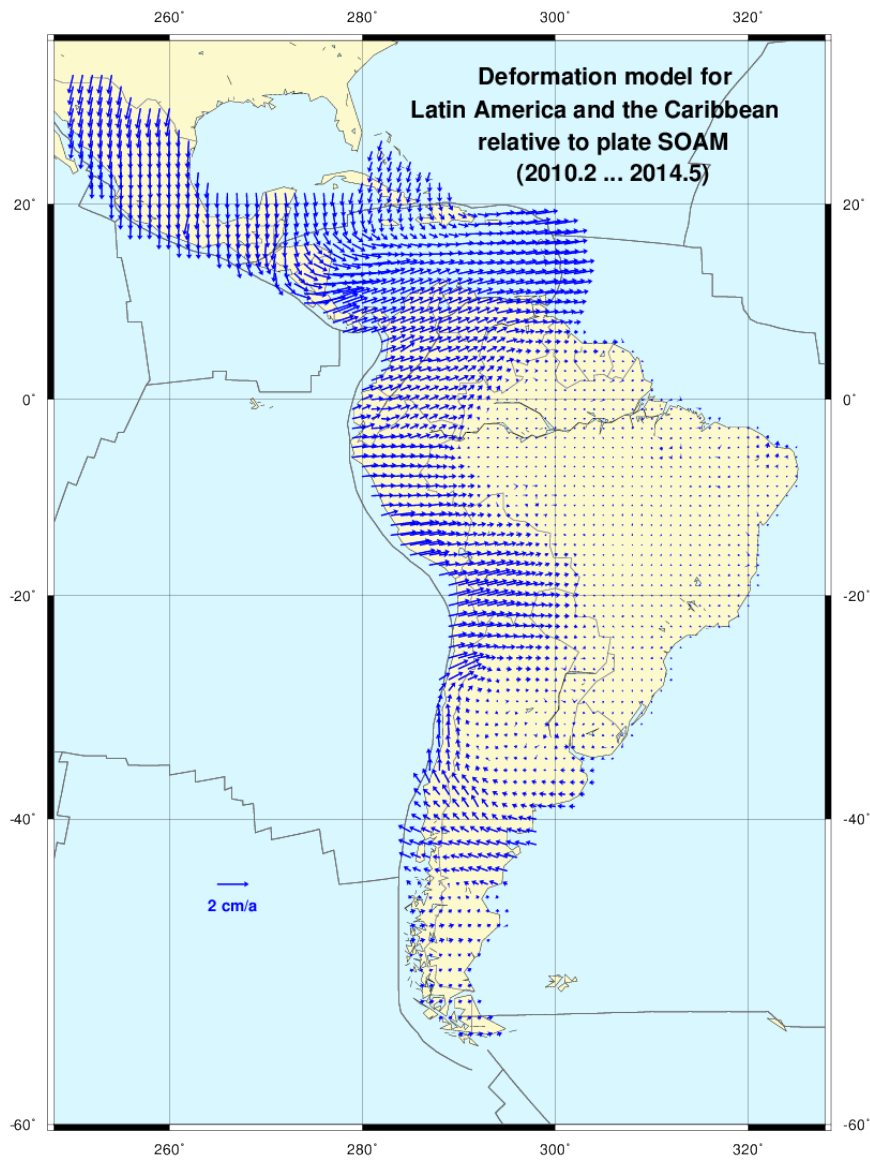 260° 280° 300° 320°
Deformation model for
Latin America and the Caribbean
relative to plate SOAM
(2010.2 ... 2014.5)
20° 20°
0° 0°
-20° -20°
-40° -40°
2 cm/a
-60° -60°
260° 280° 300° 320°